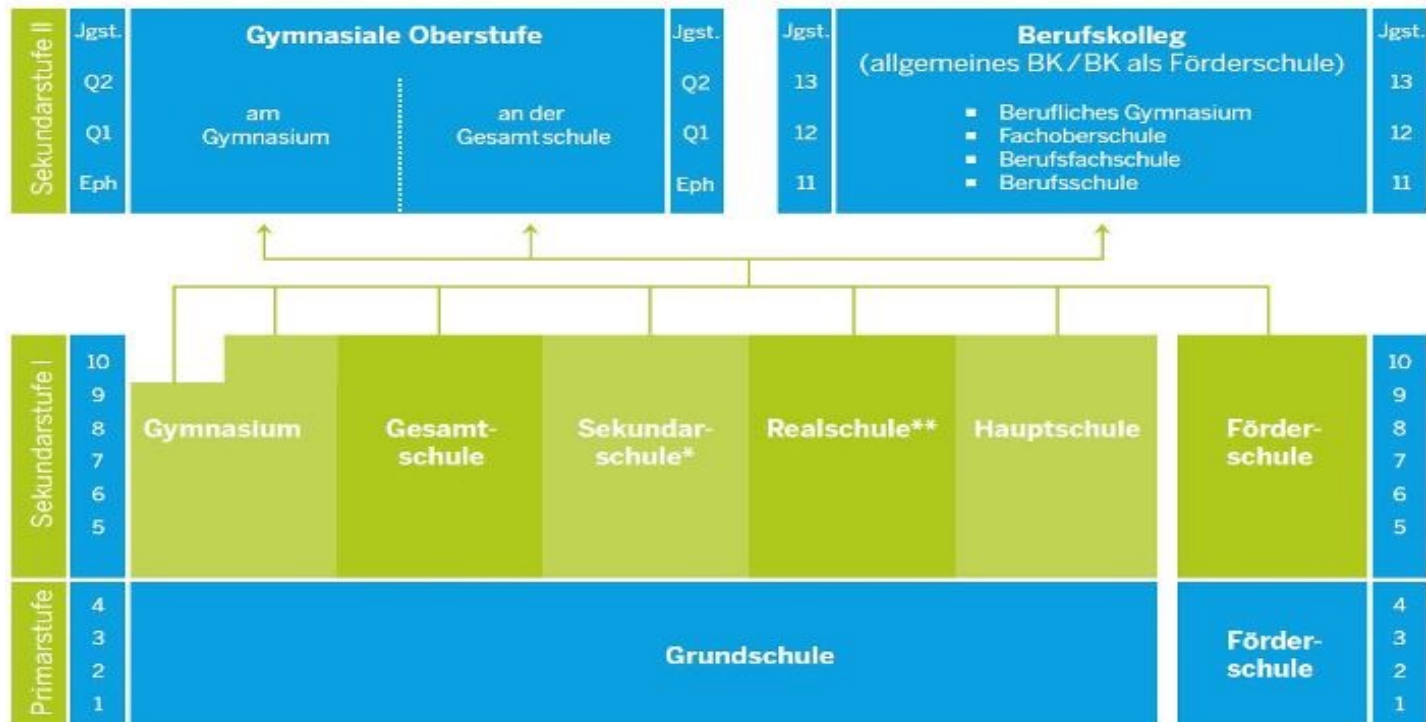 Sekundarstufe II
Jgst.
Q2
Q1
Eph
Gymnasiale Oberstufe
am
Gymnasium
an der
Gesamtschule
Jgst.
Q2
Q1
Eph
Jgst.
13
12
11
Berufskolleg
(allgemeines BK/BK als Förderschule)
▪ Berufliches Gymnasium
▪ Fachoberschule
▪ Berufsfachschule
▪ Berufsschule
Jgst.
13
12
11
Sekundarstufe I
10
9
8
7
6
5
Gymnasium
Gesamt-
schule
Sekundar-
schule*
Realschule**
Hauptschule
Förder-
schule
10
9
8
7
6
5
Primarstufe
4
3
2
1
Grundschule
Förder-
schule
4
3
2
1